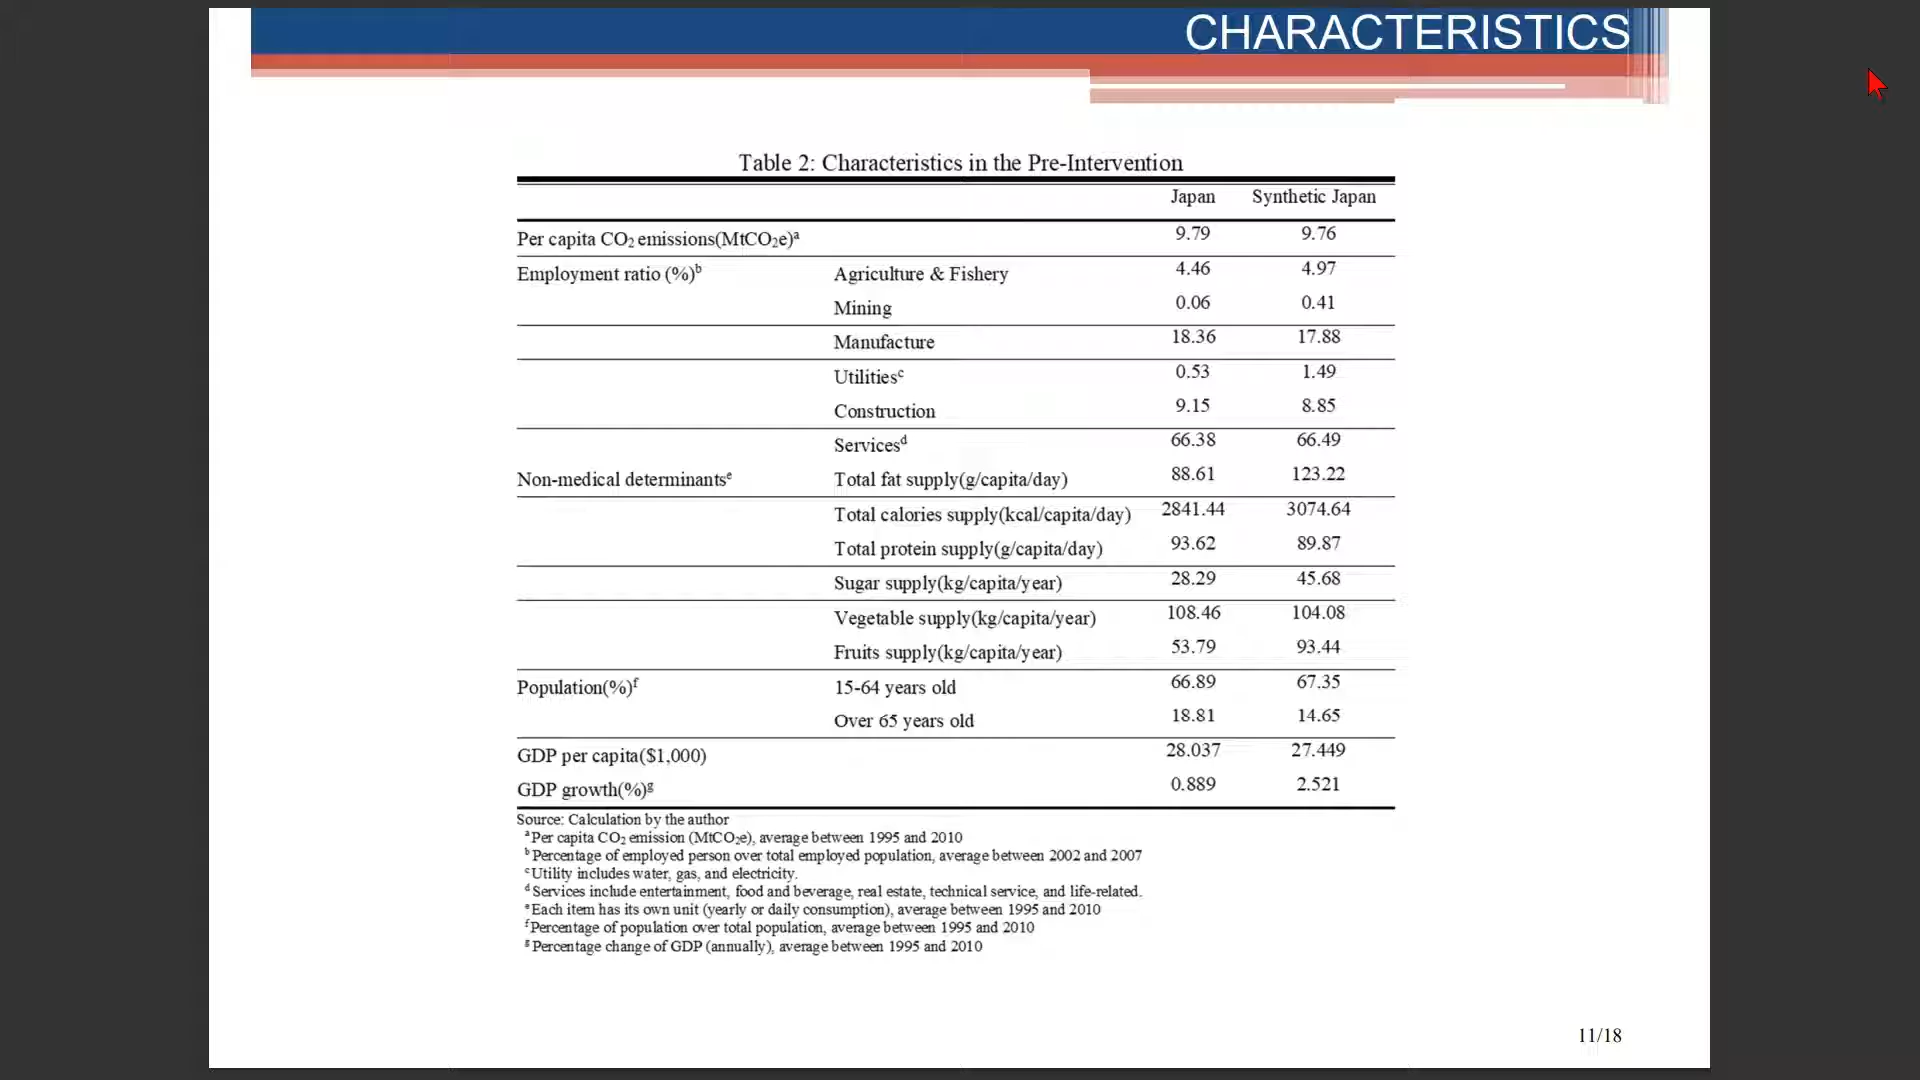 CHARACTERISTICS
Table 2: Characteristics in the Pre-Intervention
Japan Synthetic Japan
Per capita CO₂ emissions(MtCO₂e)ᵃ 9.79 9.76
Employment ratio (%)ᵇ Agriculture & Fishery 4.46 4.97
Mining 0.06 0.41
Manufacture 18.36 17.88
Utilitiesᶜ 0.53 1.49
Construction 9.15 8.85
Servicesᵈ 66.38 66.49
Non-medical determinantsᵉ Total fat supply(g/capita/day) 88.61 123.22
Total calories supply(kcal/capita/day) 2841.44 3074.64
Total protein supply(g/capita/day) 93.62 89.87
Sugar supply(kg/capita/year) 28.29 45.68
Vegetable supply(kg/capita/year) 108.46 104.08
Fruits supply(kg/capita/year) 53.79 93.44
Population(%)ᶠ 15-64 years old 66.89 67.35
Over 65 years old 18.81 14.65
GDP per capita($1,000) 28.037 27.449
GDP growth(%)ᵍ 0.889 2.521
Source: Calculation by the author
ᵃ Per capita CO₂ emission (MtCO₂e), average between 1995 and 2010
ᵇ Percentage of employed person over total employed population, average between 2002 and 2007
ᶜ Utility includes water, gas, and electricity.
ᵈ Services include entertainment, food and beverage, real estate, technical service, and life-related.
ᵉ Each item has its own unit (yearly or daily consumption), average between 1995 and 2010
ᶠ Percentage of population over total population, average between 1995 and 2010
ᵍ Percentage change of GDP (annually), average between 1995 and 2010
11/18